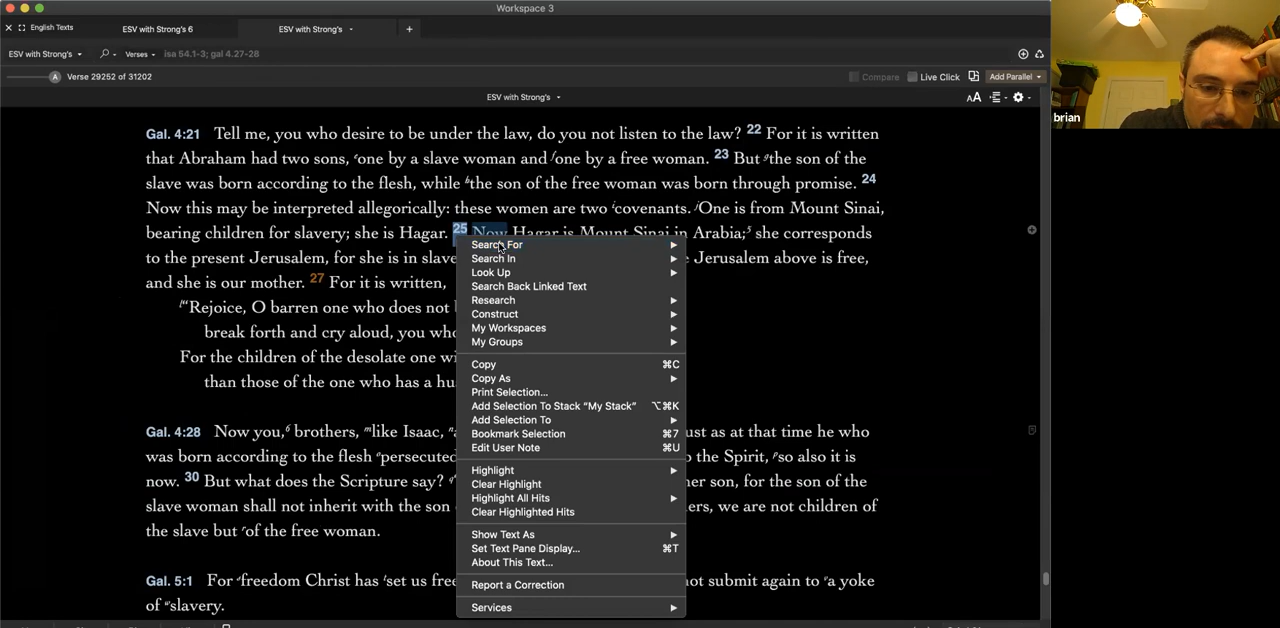 Workspace 3
English Texts
ESV with Strong's 6
ESV with Strong's
+
ESV with Strong's
Verses
isa 54.1-3; gal 4.27-28
A Verse 29252 of 31202
Compare
Live Click
Add Parallel
ESV with Strong's
AA
brian
Gal. 4:21 Tell me, you who desire to be under the law, do you not listen to the law? 22 For it is written
that Abraham had two sons, one by a slave woman and one by a free woman. 23 But the son of the
slave was born according to the flesh, while the son of the free woman was born through promise. 24
Now this may be interpreted allegorically: these women are two covenants. One is from Mount Sinai,
bearing children for slavery; she is Hagar. 25 Now Hagar is Mount Sinai in Arabia;5 she corresponds
to the present Jerusalem, for she is in slave
e Jerusalem above is free,
and she is our mother. 27 For it is written,
"Rejoice, O barren one who does not b
break forth and cry aloud, you who
For the children of the desolate one wi
than those of the one who has a hu
Gal. 4:28 Now you,6 brothers, like Isaac,
ust as at that time he who
was born according to the flesh persecuted
o the Spirit, so also it is
now. 30 But what does the Scripture say?
her son, for the son of the
slave woman shall not inherit with the son
ers, we are not children of
the slave but of the free woman.
Gal. 5:1 For freedom Christ has set us free
not submit again to a yoke
of slavery.
Search For
Search In
Look Up
Search Back Linked Text
Research
Construct
My Workspaces
My Groups
Copy ⌘C
Copy As
Print Selection...
Add Selection To Stack "My Stack" ⌥⌘K
Add Selection To
Bookmark Selection ⌘7
Edit User Note ⌘U
Highlight
Clear Highlight
Highlight All Hits
Clear Highlighted Hits
Show Text As
Set Text Pane Display... ⌘T
About This Text...
Report a Correction
Services